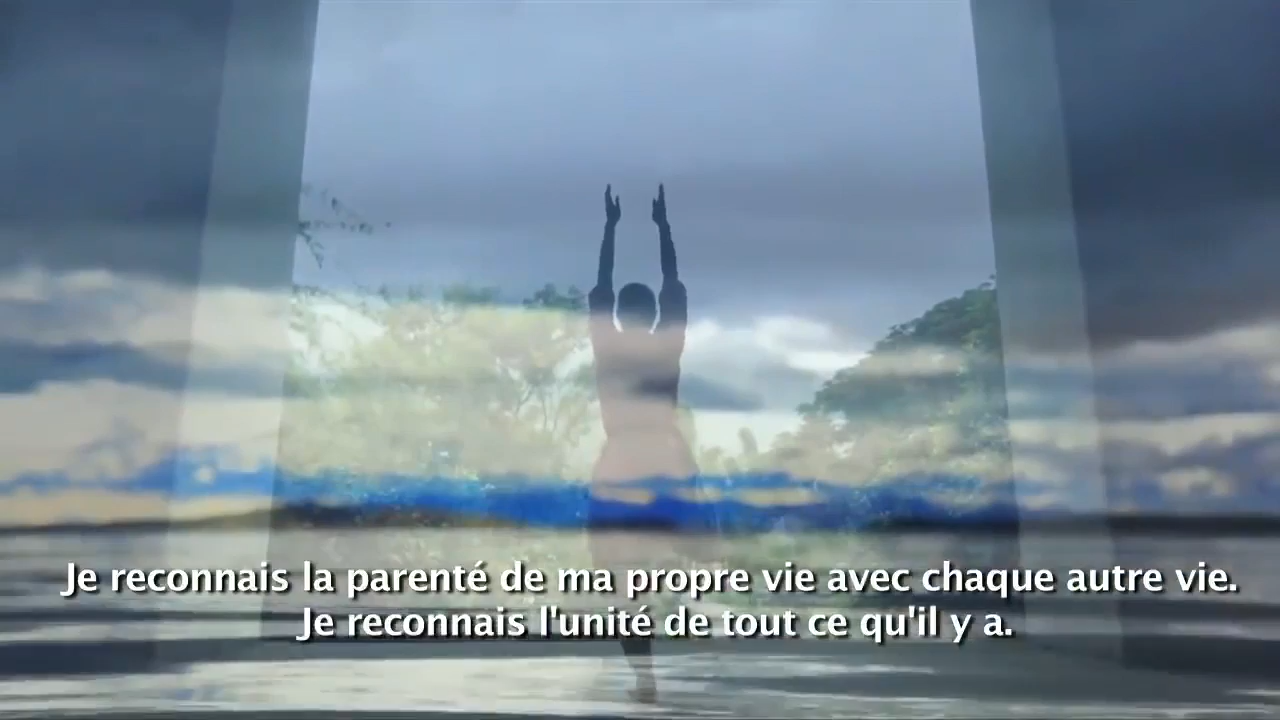 Je reconnais la parenté de ma propre vie avec chaque autre vie.
Je reconnais l'unité de tout ce qu'il y a.